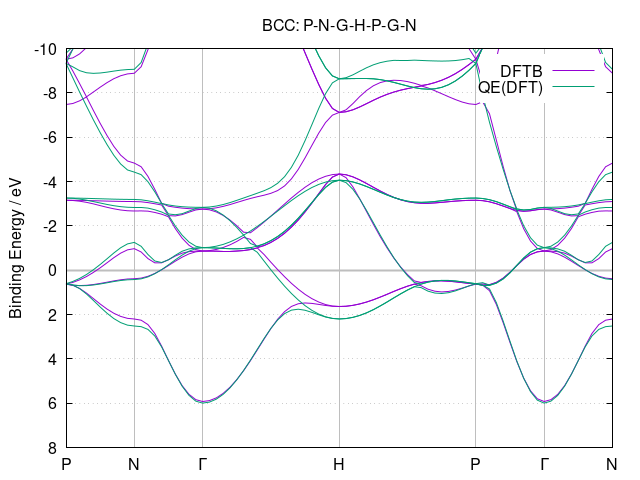 BCC: P-N-G-H-P-G-N
-10
DFTB
-8
QE(DFT)
-6
-4
-2
0
2
4
6
8
Binding Energy / eV
P N Γ H P Γ N